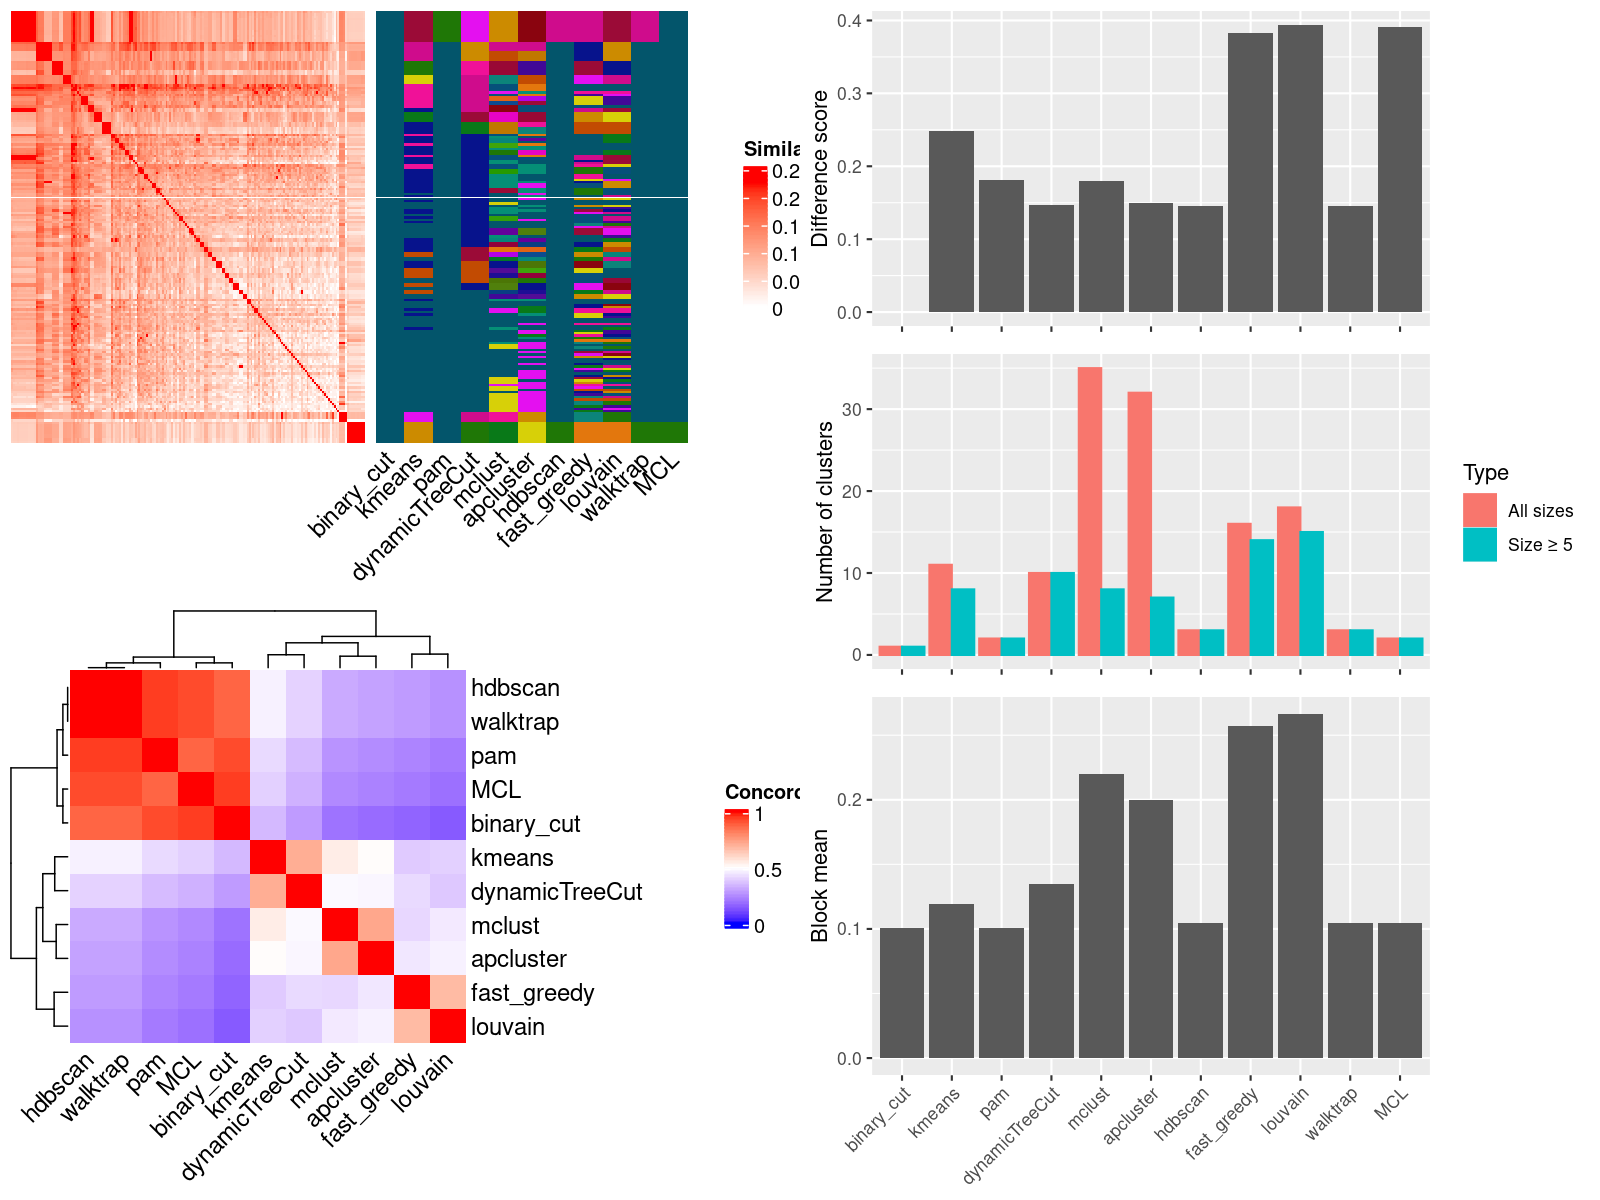 Simila
0.2
0.2
0.1
0.1
0.0
0
binary_cut
kmeans
pam
dynamicTreeCut
mclust
apcluster
hdbscan
fast_greedy
louvain
walktrap
MCL
hdbscan
walktrap
pam
MCL
binary_cut
kmeans
dynamicTreeCut
mclust
apcluster
fast_greedy
louvain
hdbscan
walktrap
pam
MCL
binary_cut
kmeans
dynamicTreeCut
mclust
apcluster
fast_greedy
louvain
Concord
1
0.5
0
Difference score
0.4
0.3
0.2
0.1
0.0
Number of clusters
30
20
10
0
Type
All sizes
Size ≥ 5
Block mean
0.2
0.1
0.0
binary_cut
kmeans
pam
dynamicTreeCut
mclust
apcluster
hdbscan
fast_greedy
louvain
walktrap
MCL